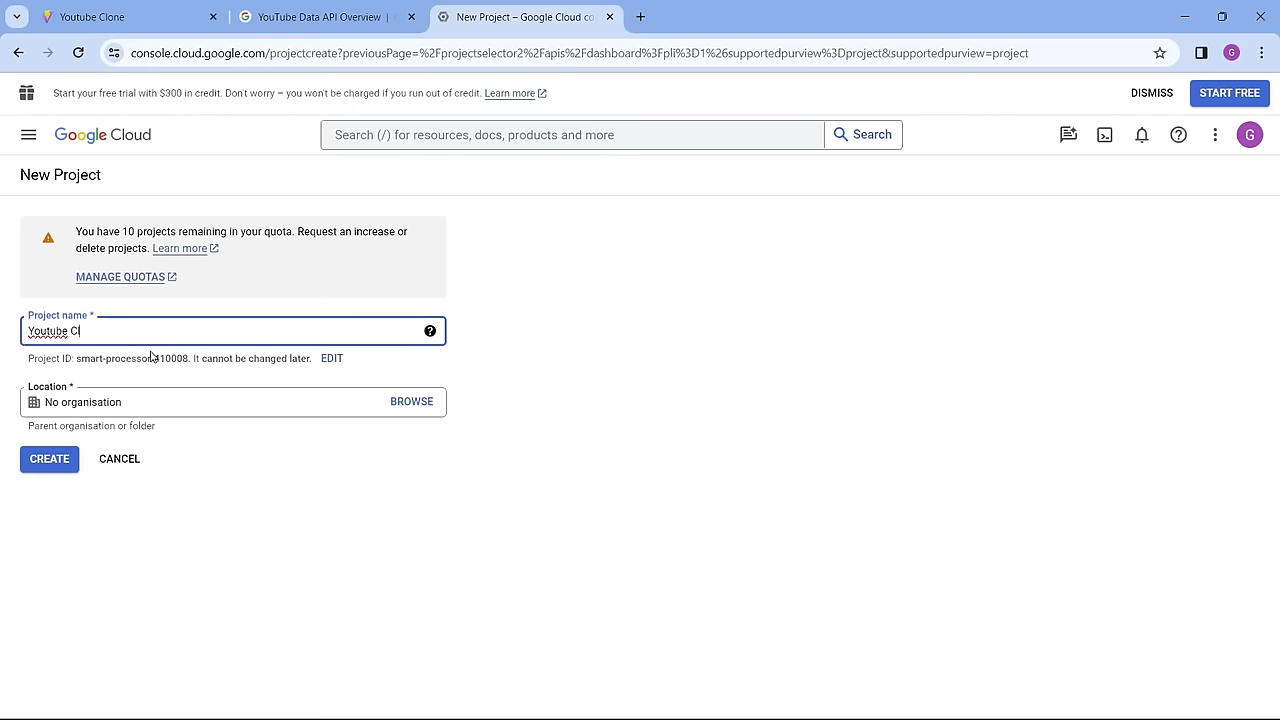 Youtube Clone
YouTube Data API Overview
New Project – Google Cloud co
console.cloud.google.com/projectcreate?previousPage=%2Fprojectselector2%2Fapis%2Fdashboard%3Fpli%3D1%26supportedpurview%3Dproject&supportedpurview=project
G
Start your free trial with $300 in credit. Don't worry – you won't be charged if you run out of credit. Learn more
DISMISS
START FREE
Google Cloud
Search (/) for resources, docs, products and more
Search
G
New Project
You have 10 projects remaining in your quota. Request an increase or
delete projects. Learn more
MANAGE QUOTAS
Project name *
Youtube Cl
Project ID: smart-processor-410008. It cannot be changed later. EDIT
Location *
No organisation
BROWSE
Parent organisation or folder
CREATE
CANCEL